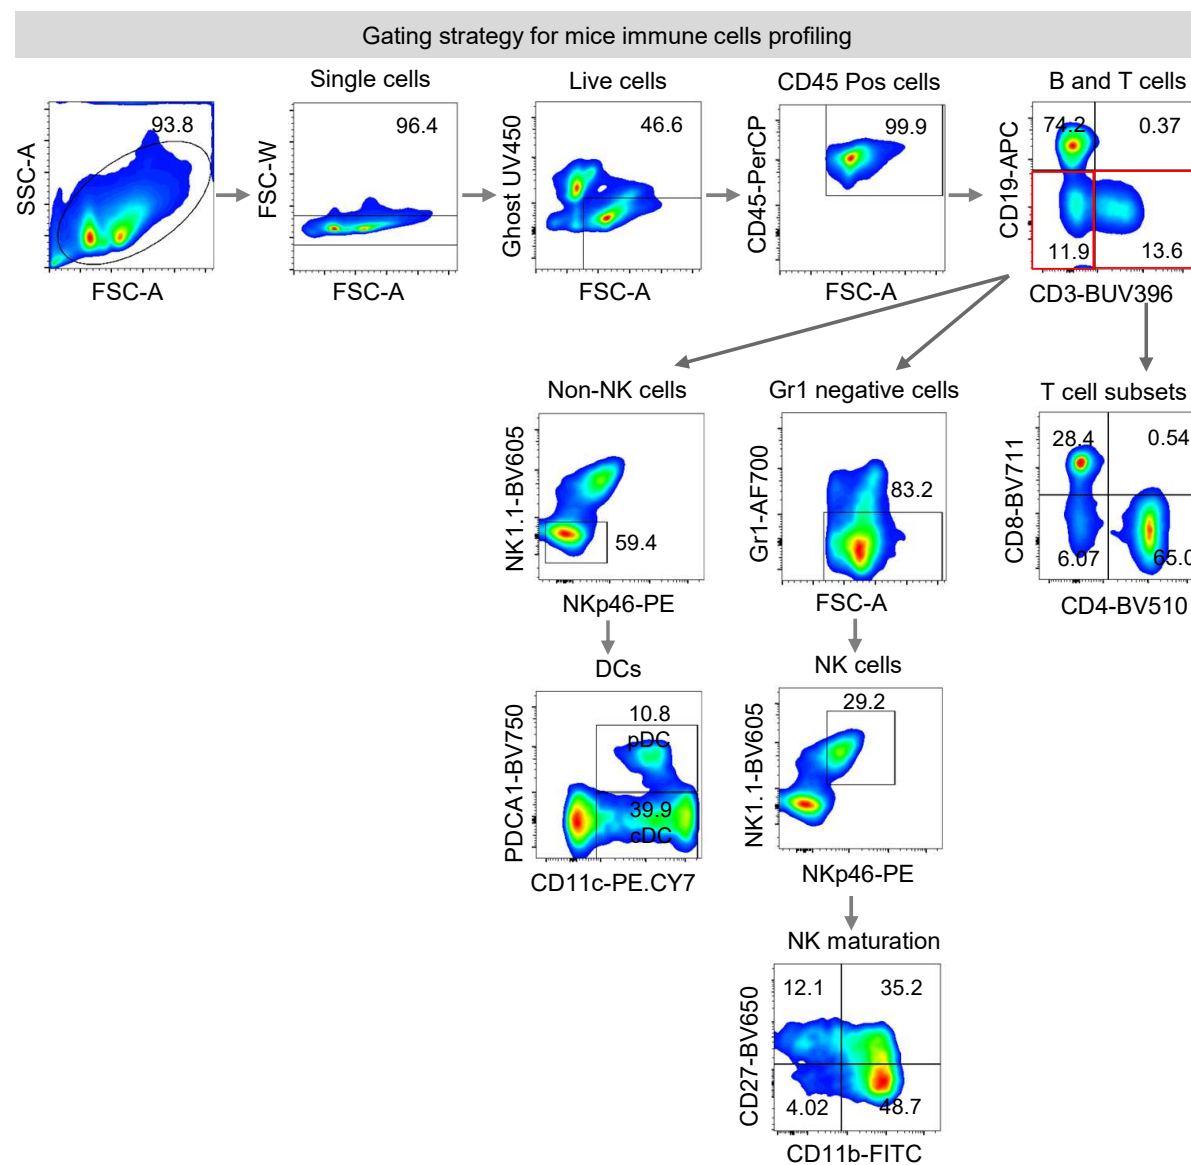 Gating strategy for mice immune cells profiling
Single cells
Live cells
CD45 Pos cells
B and T cells
93.8
SSC-A
FSC-A
96.4
FSC-W
FSC-A
46.6
Ghost UV450
FSC-A
99.9
CD45-PerCP
FSC-A
74.2
0.37
11.9
13.6
CD19-APC
CD3-BUV396
Non-NK cells
Gr1 negative cells
T cell subsets
NK1.1-BV605
59.4
NKp46-PE
Gr1-AF700
83.2
FSC-A
28.4
0.54
6.07
65.0
CD8-BV711
CD4-BV510
DCs
NK cells
10.8
pDC
39.9
cDC
PDCA1-BV750
CD11c-PE.CY7
29.2
NK1.1-BV605
NKp46-PE
NK maturation
12.1
35.2
4.02
48.7
CD27-BV650
CD11b-FITC